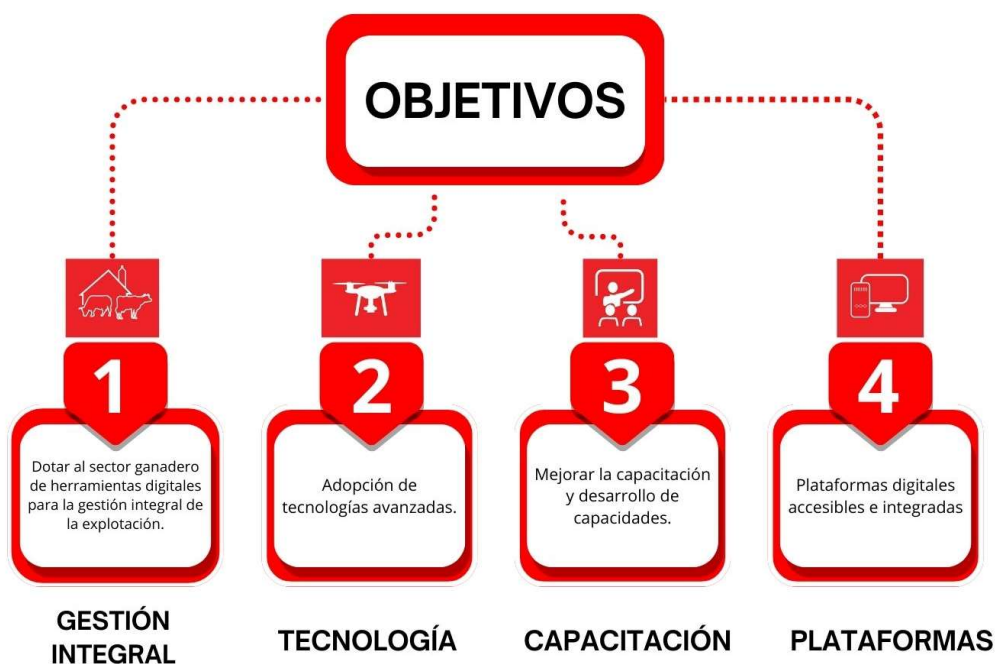 OBJETIVOS
1
Dotar al sector ganadero
de herramientas digitales
para la gestión integral de
la explotación.
GESTIÓN
INTEGRAL
2
Adopción de
tecnologías avanzadas.
TECNOLOGÍA
3
Mejorar la capacitación
y desarrollo de
capacidades.
CAPACITACIÓN
4
Plataformas digitales
accesibles e integradas
PLATAFORMAS